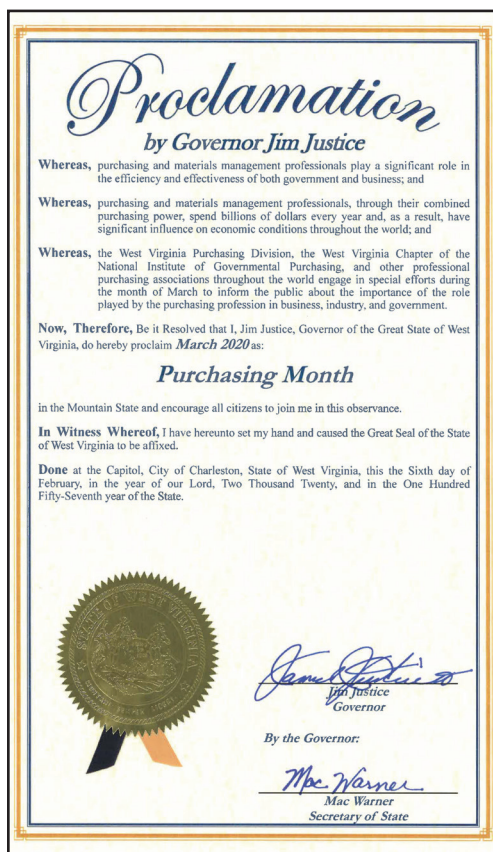 Proclamation
by Governor Jim Justice
Whereas, purchasing and materials management professionals play a significant role in
the efficiency and effectiveness of both government and business; and
Whereas, purchasing and materials management professionals, through their combined
purchasing power, spend billions of dollars every year and, as a result, have
significant influence on economic conditions throughout the world; and
Whereas, the West Virginia Purchasing Division, the West Virginia Chapter of the
National Institute of Governmental Purchasing, and other professional
purchasing associations throughout the world engage in special efforts during
the month of March to inform the public about the importance of the role
played by the purchasing profession in business, industry, and government.
Now, Therefore, Be it Resolved that I, Jim Justice, Governor of the Great State of West
Virginia, do hereby proclaim March 2020 as:
Purchasing Month
in the Mountain State and encourage all citizens to join me in this observance.
In Witness Whereof, I have hereunto set my hand and caused the Great Seal of the State
of West Virginia to be affixed.
Done at the Capitol, City of Charleston, State of West Virginia, this the Sixth day of
February, in the year of our Lord, Two Thousand Twenty, and in the One Hundred
Fifty-Seventh year of the State.
STATE OF WEST VIRGINIA
Jim Justice
Governor
By the Governor:
Mac Warner
Mac Warner
Secretary of State